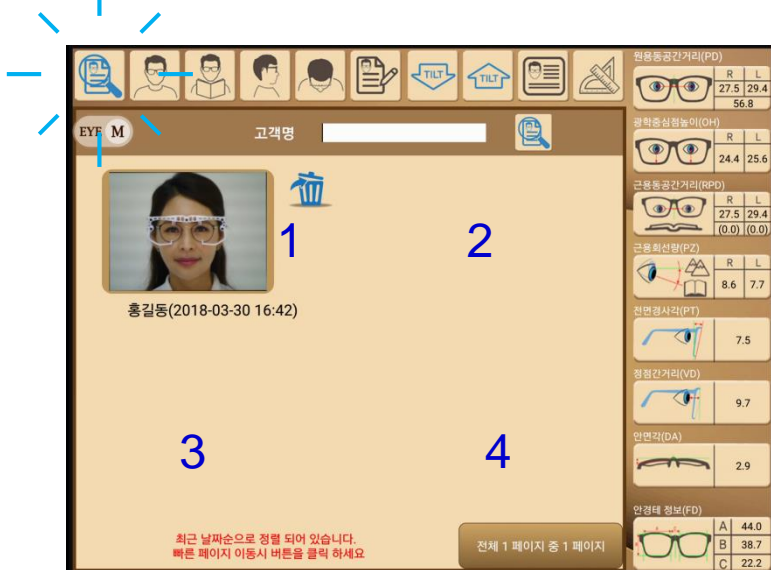 TILT
TILT
EYE M
고객명
1
2
홍길동(2018-03-30 16:42)
3
4
최근 날짜순으로 정렬 되어 있습니다.
빠른 페이지 이동시 버튼을 클릭 하세요
전체 1 페이지 중 1 페이지
원용동공간거리(PD)
R L
27.5 29.4
56.8
광학중심점높이(OH)
R L
24.4 25.6
근용동공간거리(RPD)
R L
27.5 29.4
(0.0) (0.0)
근용회선량(PZ)
R L
8.6 7.7
전면경사각(PT)
7.5
정점간거리(VD)
9.7
안면각(DA)
2.9
안경테 정보(FD)
A 44.0
B 38.7
C 22.2